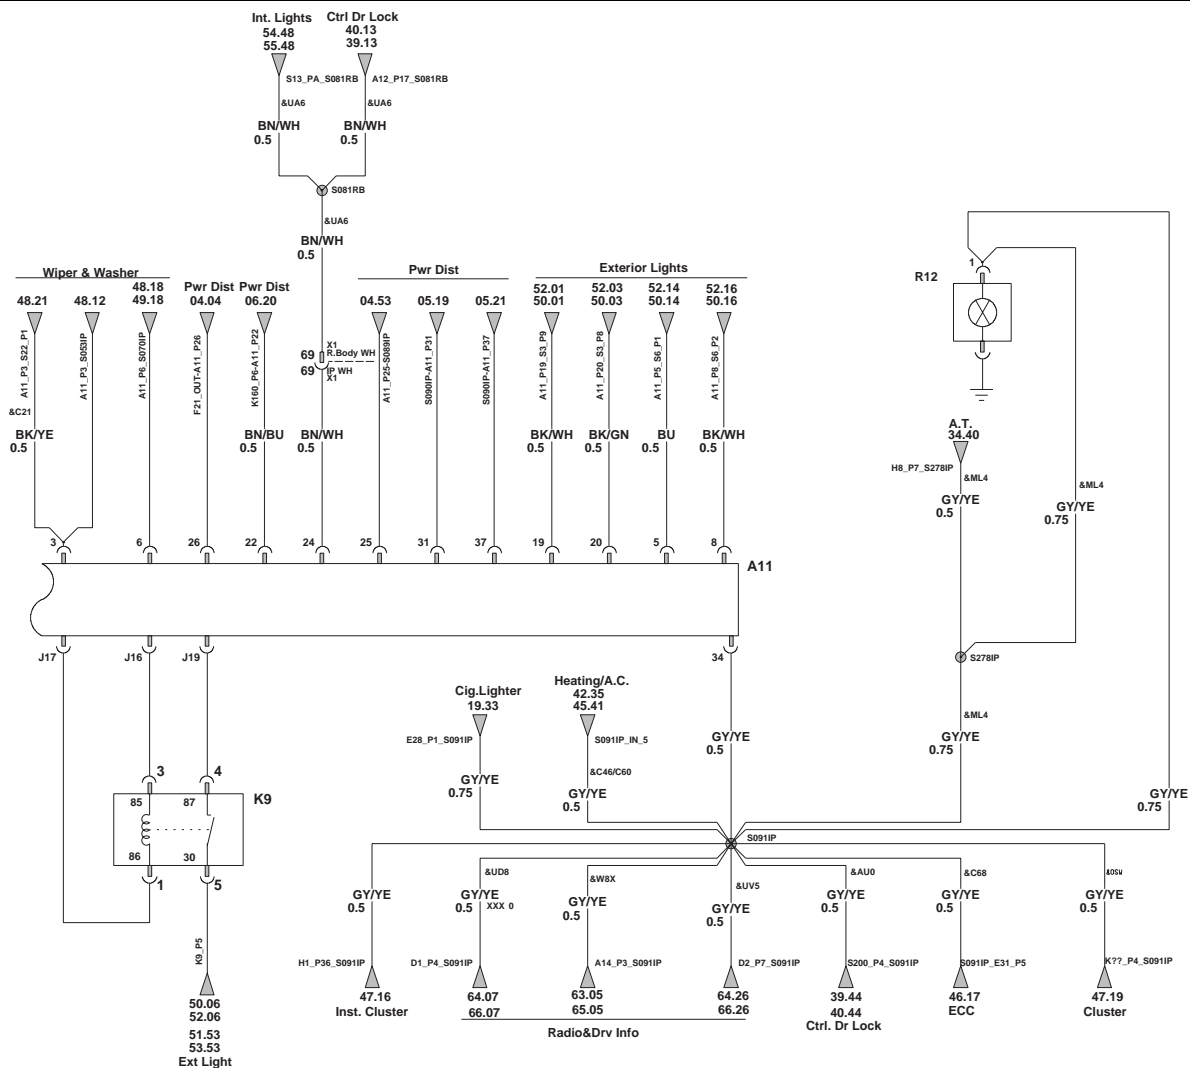 Int. Lights
54.48
55.48
Ctrl Dr Lock
40.13
39.13
S13_PA_S081RB
A12_P17_S081RB
&UA6
&UA6
BN/WH
0.5
BN/WH
0.5
S081RB
&UA6
BN/WH
0.5
Wiper & Washer
48.21
48.12
48.18
49.18
Pwr Dist
04.04
Pwr Dist
06.20
Pwr Dist
04.53
05.19
05.21
Exterior Lights
52.01
50.01
52.03
50.03
52.14
50.14
52.16
50.16
A11_P3_S22_P1
A11_P3_S053IP
A11_P6_S070IP
F21_OUT-A11_P26
K160_P6-A11_P22
69
X1
R.Body WH
69
IP WH
X1
A11_P25-S089IP
S090IP-A11_P31
S090IP-A11_P37
A11_P19_S3_P9
A11_P20_S3_P8
A11_P5_S6_P1
A11_P8_S6_P2
&C21
BK/YE
0.5
BN/BU
0.5
BN/WH
0.5
BK/WH
0.5
BK/GN
0.5
BU
0.5
BK/WH
0.5
3
6
26
22
24
25
31
37
19
20
5
8
A11
J17
J16
J19
34
R12
1
A.T.
34.40
H8_P7_S278IP
&ML4
GY/YE
0.5
&ML4
GY/YE
0.75
S278IP
&ML4
GY/YE
0.75
GY/YE
0.75
Cig.Lighter
19.33
Heating/A.C.
42.35
45.41
E28_P1_S091IP
S091IP_IN_5
GY/YE
0.5
GY/YE
0.75
&C46/C60
GY/YE
0.5
3
4
85
87
K9
86
30
1
5
K9_P5
50.06
52.06
51.53
53.53
Ext Light
S091IP
GY/YE
0.5
&UD8
GY/YE
0.5
XXX 0
&W8X
GY/YE
0.5
&UV5
GY/YE
0.5
&AU0
GY/YE
0.5
&C68
GY/YE
0.5
&OSW
GY/YE
0.5
H1_P36_S091IP
D1_P4_S091IP
A14_P3_S091IP
D2_P7_S091IP
S200_P4_S091IP
S091IP_E31_P5
K??_P4_S091IP
47.16
Inst. Cluster
64.07
66.07
63.05
65.05
64.26
66.26
Radio&Drv Info
39.44
40.44
Ctrl. Dr Lock
46.17
ECC
47.19
Cluster